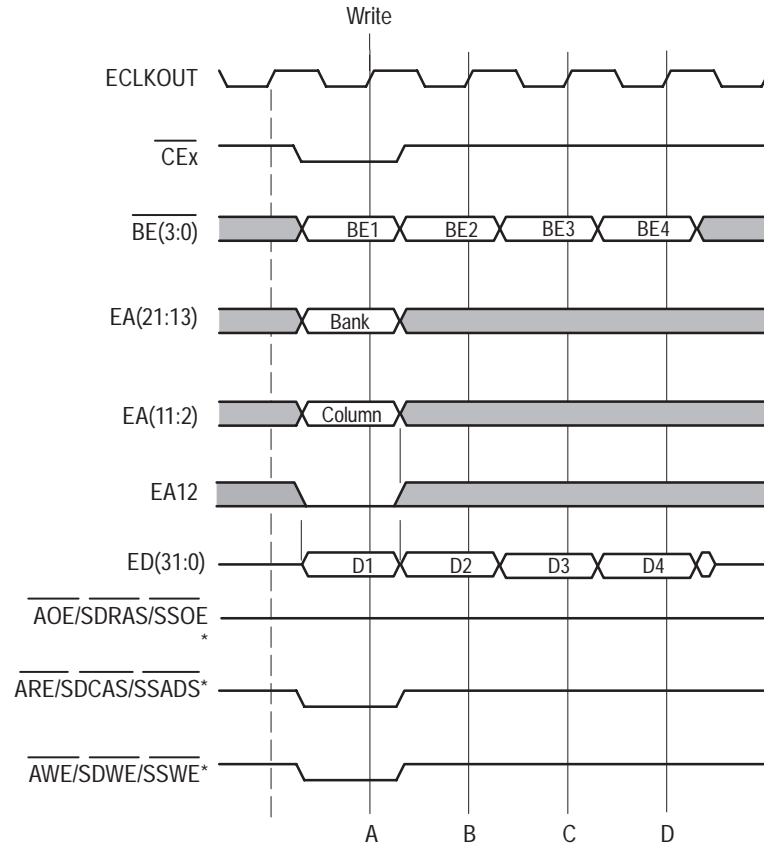 Write
ECLKOUT
CEx
BE(3:0)
BE1 BE2 BE3 BE4
EA(21:13)
Bank
EA(11:2)
Column
EA12
ED(31:0)
D1 D2 D3 D4
AOE/SDRAS/SSOE
*
ARE/SDCAS/SSADS*
AWE/SDWE/SSWE*
A B C D